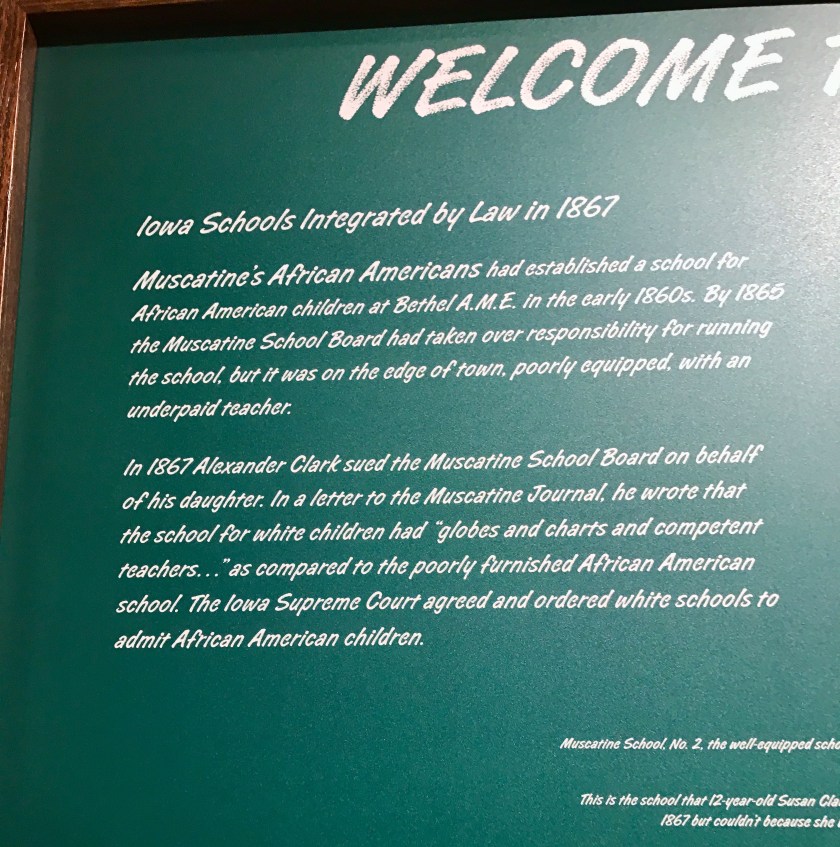 WELCOME
Iowa Schools Integrated by Law in 1867
Muscatine's African Americans had established a school for
African American children at Bethel A.M.E. in the early 1860s. By 1865
the Muscatine School Board had taken over responsibility for running
the school, but it was on the edge of town, poorly equipped, with an
underpaid teacher.
In 1867 Alexander Clark sued the Muscatine School Board on behalf
of his daughter. In a letter to the Muscatine Journal, he wrote that
the school for white children had "globes and charts and competent
teachers..." as compared to the poorly furnished African American
school. The Iowa Supreme Court agreed and ordered white schools to
admit African American children.
Muscatine School, No. 2, the well-equipped
This is the school that 12-year-old Susan
1867 but couldn't because she